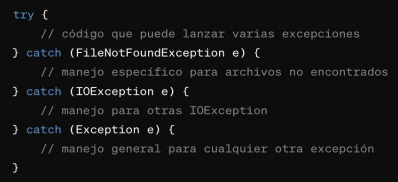 try {
// código que puede lanzar varias excepciones
} catch (FileNotFoundException e) {
// manejo específico para archivos no encontrados
} catch (IOException e) {
// manejo para otras IOException
} catch (Exception e) {
// manejo general para cualquier otra excepción
}